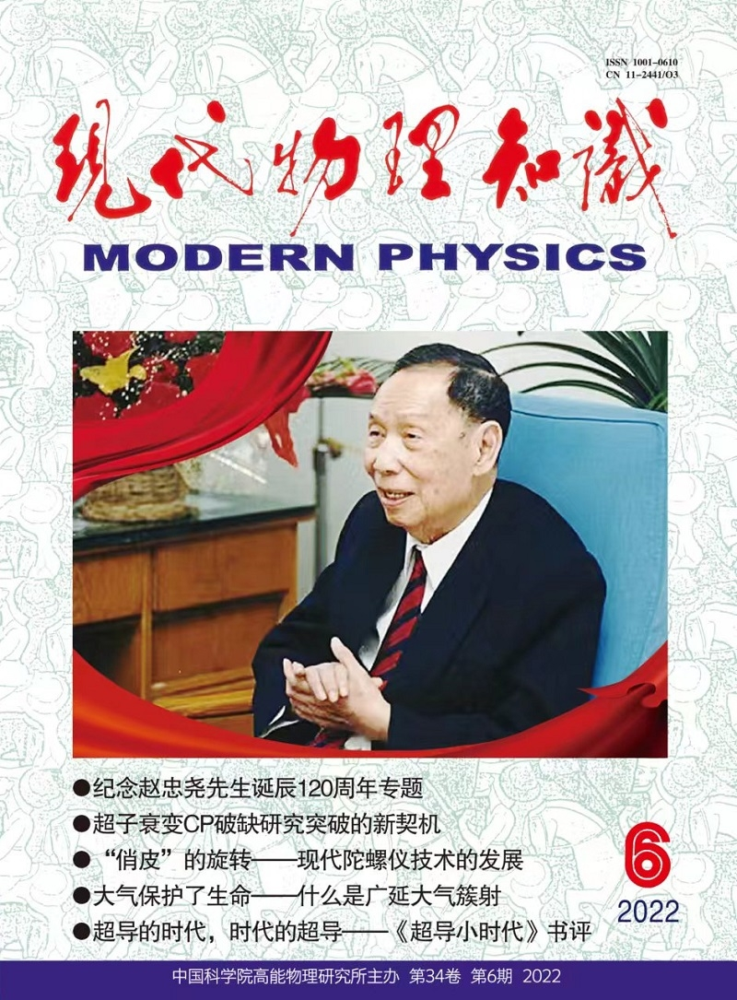 ISSN 1001-0610
CN 11-2441/O3
现代物理知识
MODERN PHYSICS
●纪念赵忠尧先生诞辰120周年专题
●超子衰变CP破缺研究突破的新契机
●“俏皮”的旋转——现代陀螺仪技术的发展
●大气保护了生命——什么是广延大气簇射
●超导的时代，时代的超导——《超导小时代》书评
6
2022
中国科学院高能物理研究所主办 第34卷 第6期 2022